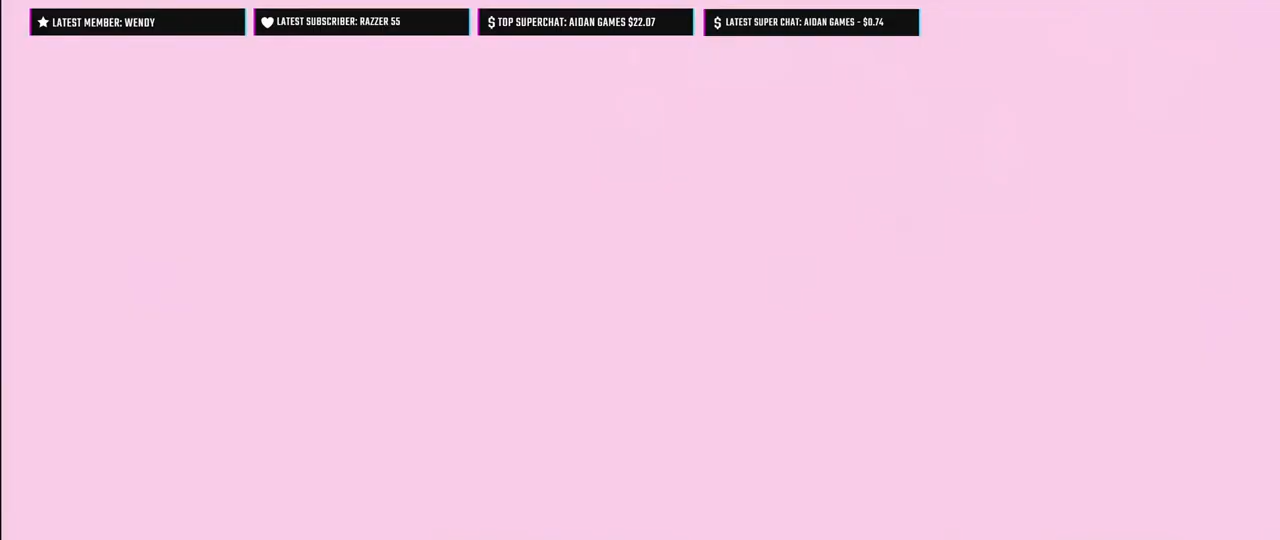 LATEST MEMBER: WENDY
LATEST SUBSCRIBER: RAZZER 55
$ TOP SUPERCHAT: AIDAN GAMES $22.07
$ LATEST SUPER CHAT: AIDAN GAMES - $0.74